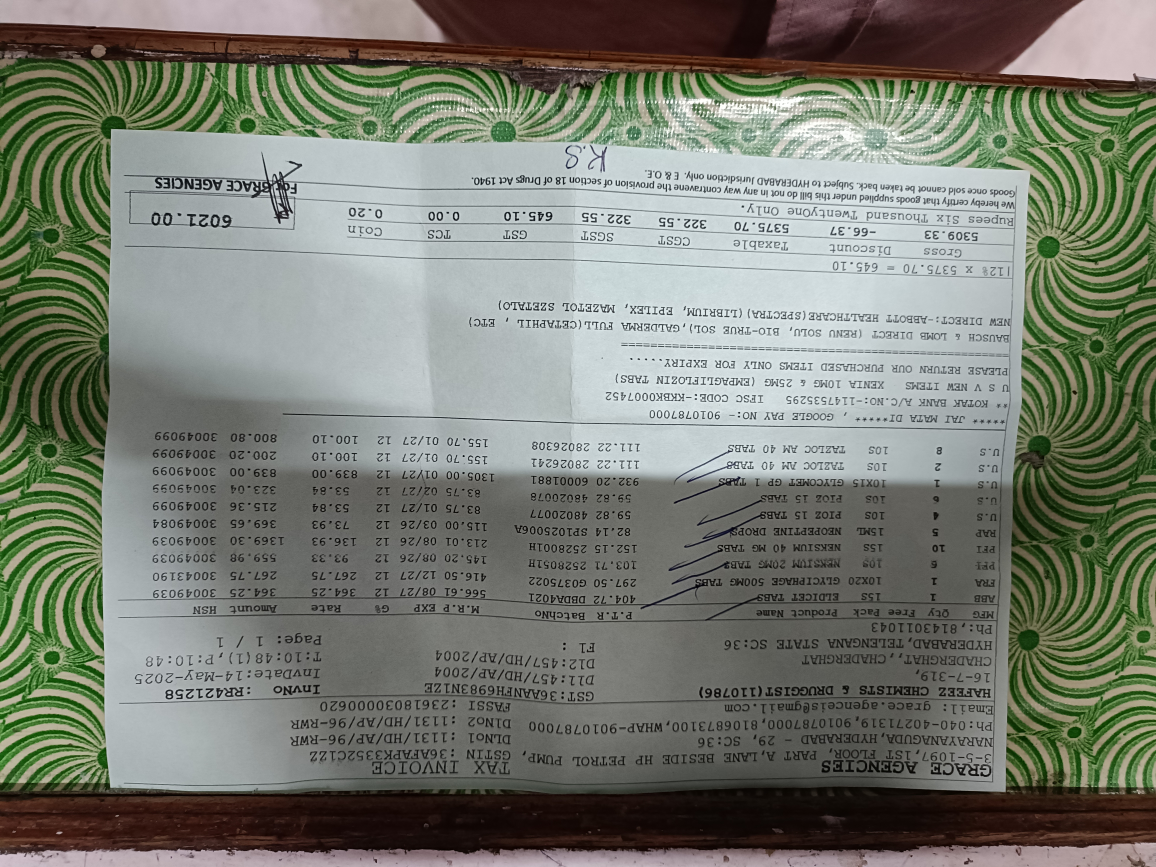 GRACE AGENCIES TAX INVOICE
3-5-1097,1ST FLOOR, PART A,LANE BESIDE HP PETROL PUMP, GSTIN :36AFAPK3352C1ZZ
NARAYANAGUDA,HYDERABAD - 29, SC:36 DLNO1 :1131/HD/AP/96-RWR
Ph:040-40271319,9010787000,8106873100,WHAP-9010787000 DlNO2 :1131/HD/AP/96-RWR
Email: grace.agenceis@gmail.com FASSI :23618030000620
HAFEEZ CHEMISTS & DRUGGIST(110786) GST:36AANFH6983N1ZE InvNo :RR421258
16-7-319, D11:-17/457/HD/AP/2004 InDate:14-May-2025
CHADERGHAT,, CHADERGHAT D12:457/HD/AP/2004 T:10:48(1),P:10:48
HYDERABAD,TELENGANA STATE SC:36 Fl : Page: 1 / 1
Ph:,8143011043
MFG Qty Free Pack Product Name P.T.R BatchNo M.R.P EXP G% Rate Amount HSN
ABB 1 15S ELDICET TABS 404.72 DBDA4021 566.61 08/27 12 364.25 364.25 30049039
FRA 1 10X20 GLYCIPHAGE 500MG TABS 297.50 G0375022 416.50 12/27 12 267.75 267.75 30043190
PFI 6 10S NEKSIUM 20MG TABS 103.71 2528051H 145.20 08/26 12 93.33 559.98 30049039
PFI 10 15S NEKSIUM 40 MG TABS 152.15 2528001H 213.01 08/26 12 136.93 1369.30 30049039
RAP 5 15ML NEOPEPTINE DROPS 82.14 SP1025006A 115.00 03/26 12 73.93 369.65 30049084
U.S 4 10S PIOZ 15 TABS 59.82 48020077 83.75 01/27 12 53.84 215.36 30049099
U.S 6 10S PIOZ 15 TABS 59.82 48020078 83.75 02/27 12 53.84 323.04 30049099
U.S 1 10X15 GLYCOMET GP 1 TABS 932.20 60001881 1305.00 01/27 12 839.00 839.00 30049099
U.S 2 10S TAZLOC AM 40 TABS 111.22 28026241 155.70 01/27 12 100.10 200.20 30049099
U.S 8 10S TAZLOC AM 40 TABS 111.22 28026308 155.70 01/27 12 100.10 800.80 30049099
***** JAI MATA DI***** , GOOGLE PAY NO:- 9010787000
** KOTAK BANK A/C.NO:-1147535295 IFSC CODE:-KKBK0007452
U S V NEW ITEMS XENIA 10MG & 25MG (EMPAGLIFLOZIN TABS)
PLEASE RETURN OUR PURCHASED ITEMS ONLY FOR EXPIRY.....
==================================================
BAUSCH & LOMB DIRECT (RENU SOLU, BIO-TRUE SOL),GALDERMA FULL(CETAPHIL , ETC)
NEW DIRECT:-ABBOTT HEALTHCARE(SPECTRA)(LIBRIUM, EPILEX, MAZETOL SZETALO)
|12% x 5375.70 = 645.10
Gross Discount Taxable CGST SGST GST TCS Coin
5309.33 -66.37 5375.70 322.55 322.55 645.10 0.00 0.20 6021.00
Rupees Six Thousand TwentyOne Only.
We hereby certify that goods supplied under this bill do not in any way contravene the provision of section 18 of Drugs Act 1940. For GRACE AGENCIES
Goods once sold cannot be taken back. Subject to HYDERABAD Jurisdiction only. E & O.E.
K.S